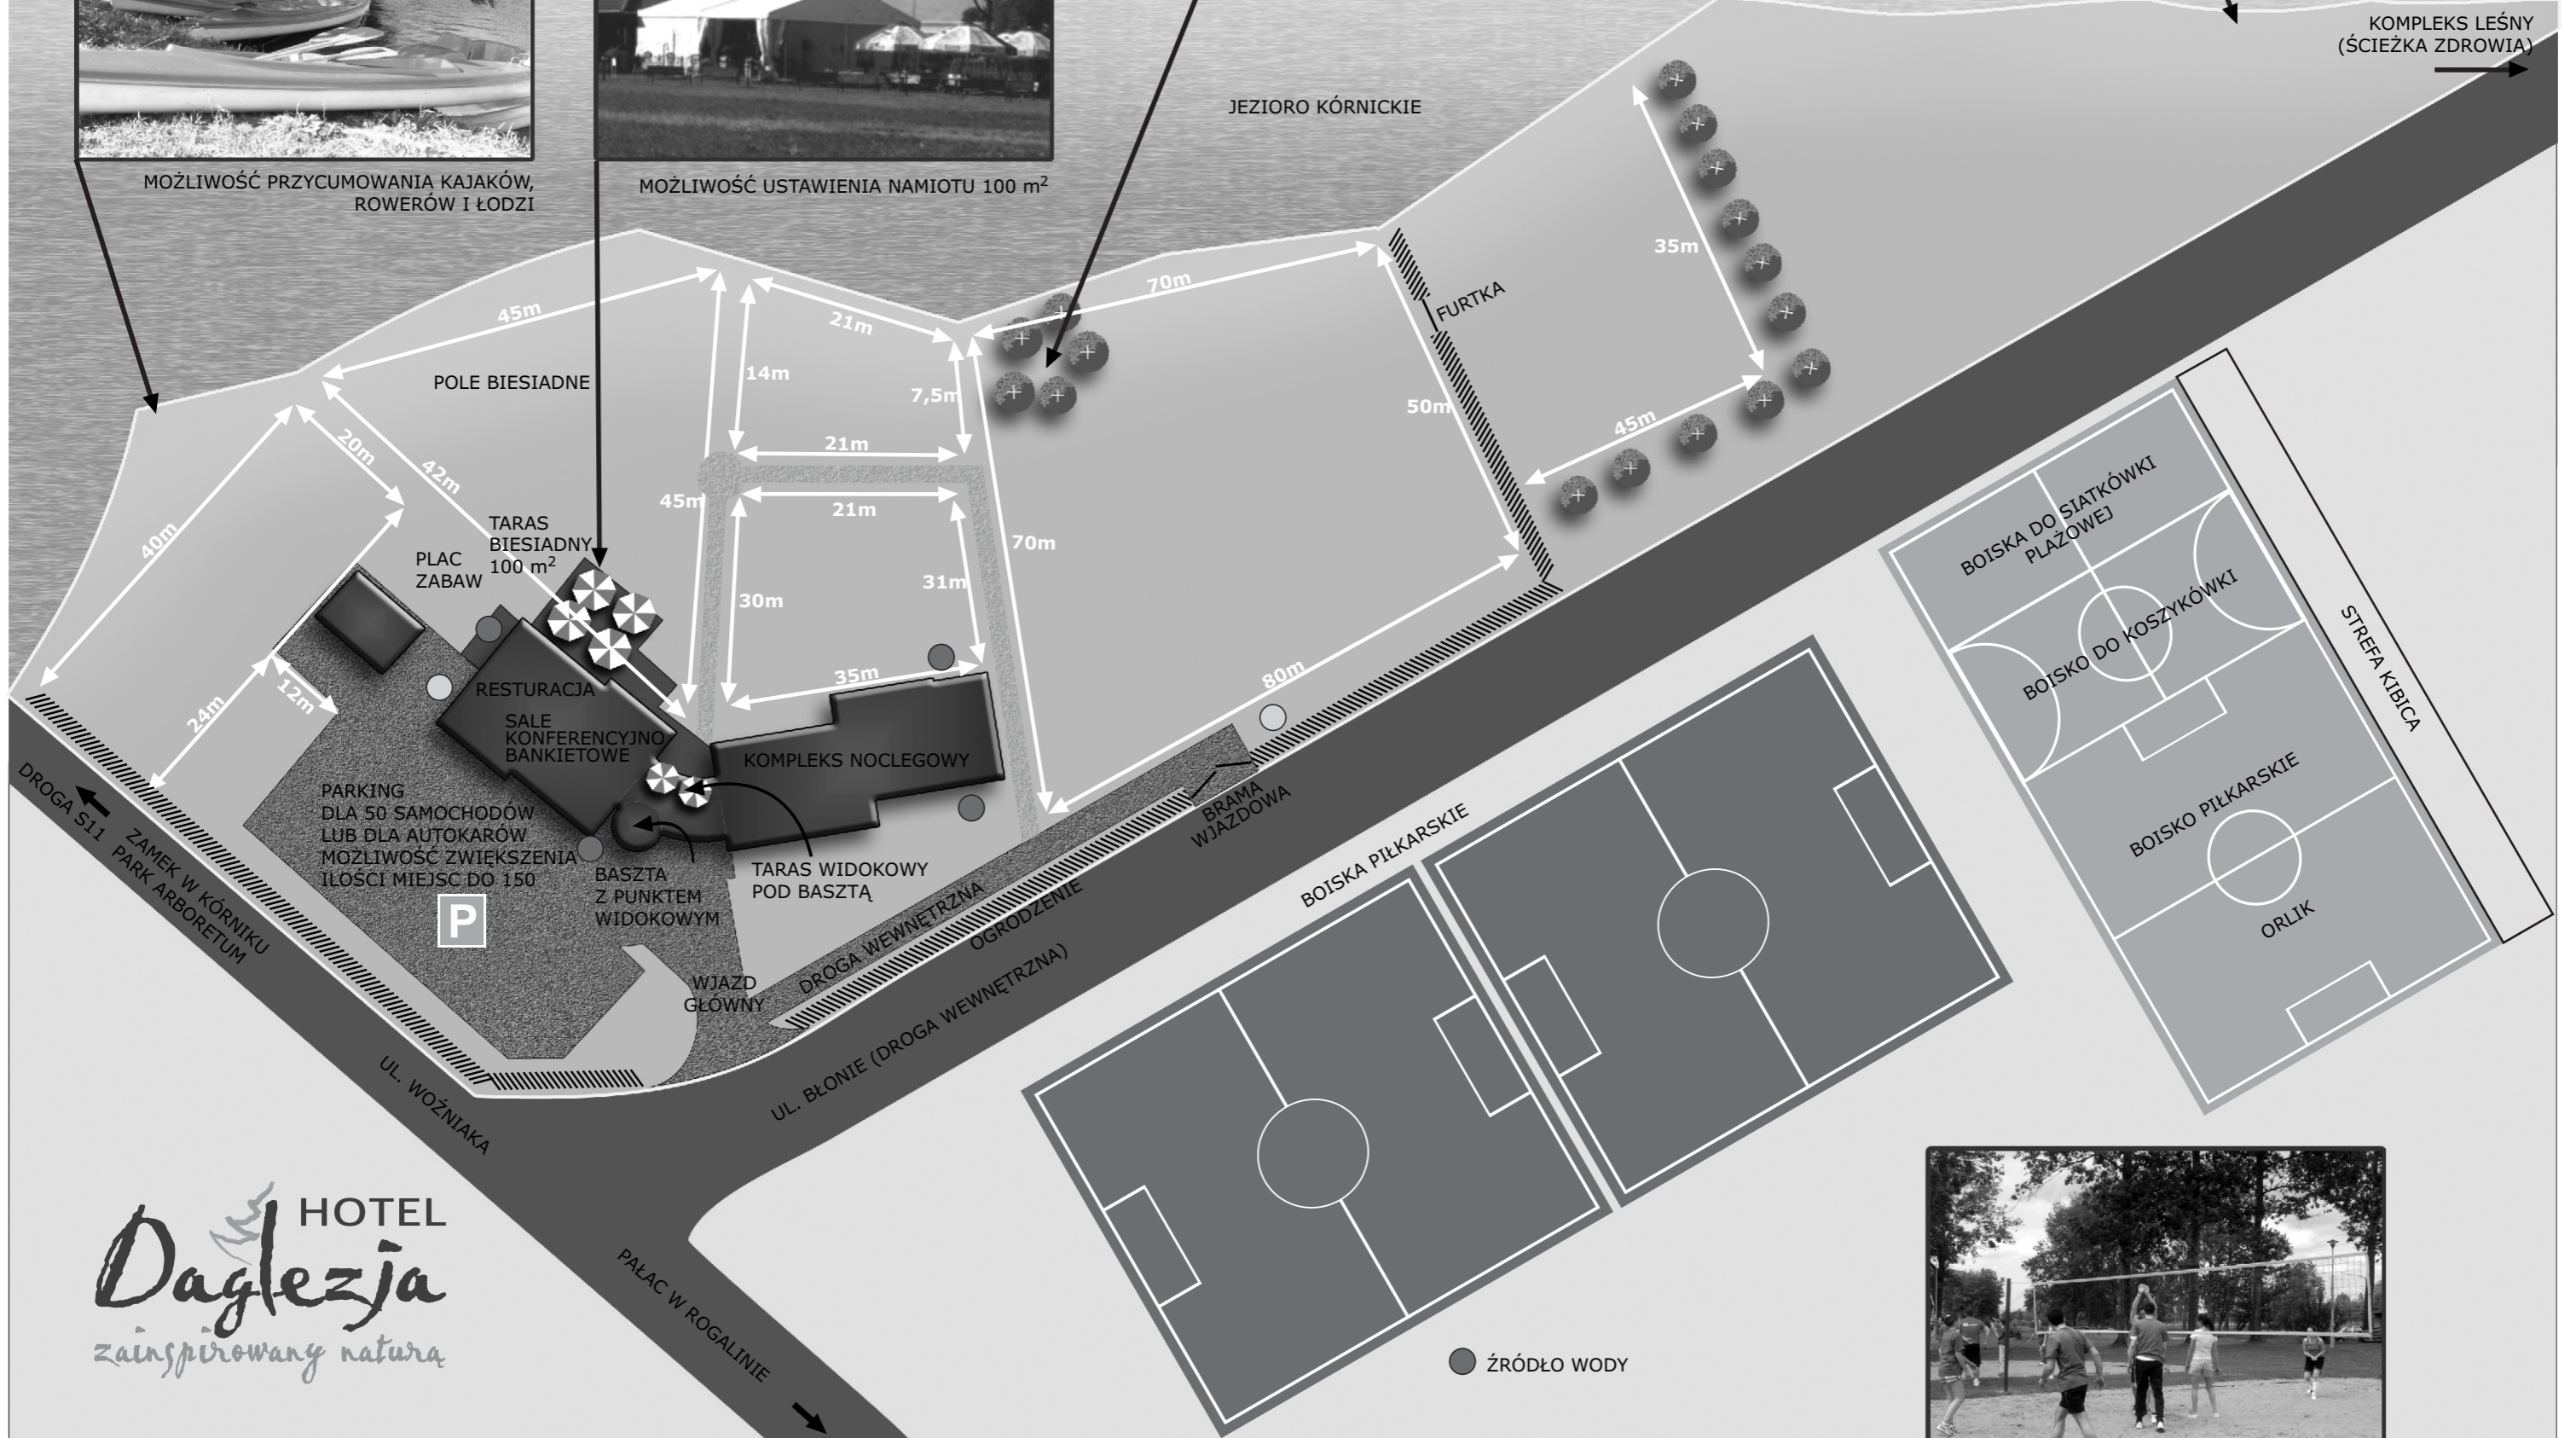 KOMPLEKS LEŚNY
(ŚCIEŻKA ZDROWIA)
JEZIORO KÓRNICKIE
MOŻLIWOŚĆ PRZYCUMOWANIA KAJAKÓW,
ROWERÓW I ŁODZI
MOŻLIWOŚĆ USTAWIENIA NAMIOTU 100 m²
35m
70m
45m
21m
FURTKA
14m
POLE BIESIADNE
7,5m
50m
45m
20m
42m
21m
45m
21m
40m
TARAS
BIESIADNY
100 m²
PLAC
ZABAW
70m
31m
30m
35m
80m
24m
12m
RESTURACJA
SALE
KONFERENCYJNO
BANKIETOWE
KOMPLEKS NOCLEGOWY
PARKING
DLA 50 SAMOCHODÓW
LUB DLA AUTOKARÓW
MOŻLIWOŚĆ ZWIĘKSZENIA
ILOŚCI MIEJSC DO 150
P
BASZTA
Z PUNKTEM
WIDOKOWYM
TARAS WIDOKOWY
POD BASZTĄ
BRAMA
WJAZDOWA
DROGA S11
ZAMEK W KÓRNIKU
PARK ARBORETUM
WJAZD
GŁÓWNY
DROGA WEWNĘTRZNA
OGRODZENIE
UL. BŁONIE (DROGA WEWNĘTRZNA)
UL. WOŹNIAKA
PAŁAC W ROGALINIE
BOISKA PIŁKARSKIE
BOISKA DO SIATKÓWKI
PLAŻOWEJ
BOISKO DO KOSZYKÓWKI
BOISKO PIŁKARSKIE
ORLIK
STREFA KIBICA
HOTEL
Daglezja
zainspirowany naturą
ŹRÓDŁO WODY